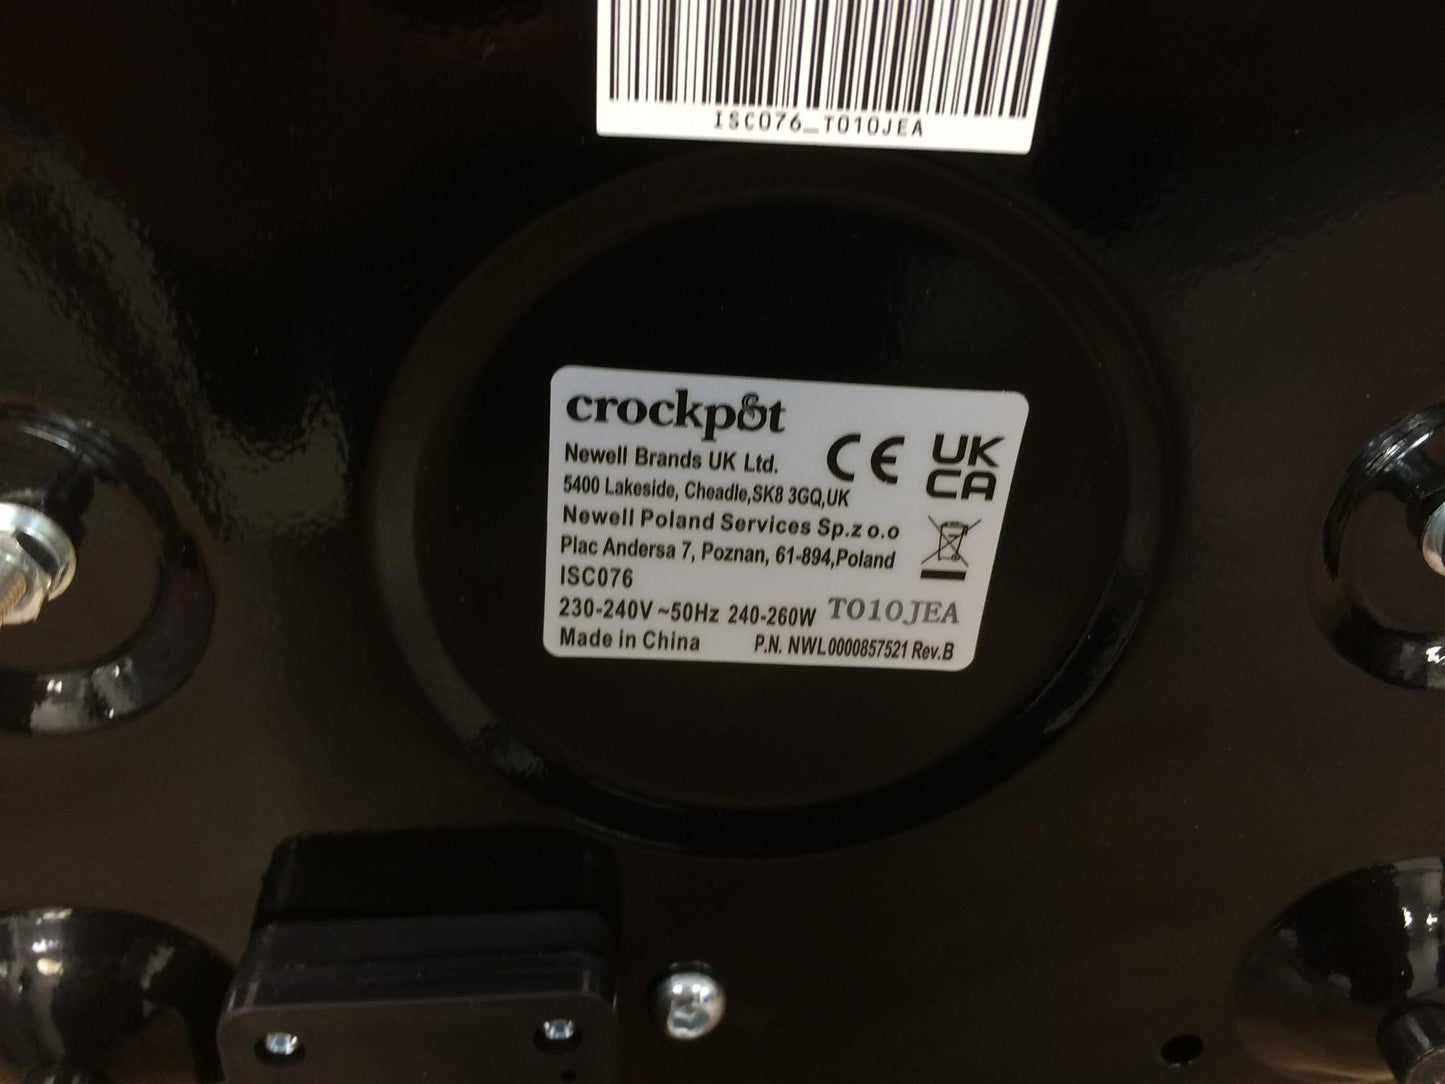 ISC076_T010JEA
crockpot
Newell Brands UK Ltd.
CE
UK
CA
5400 Lakeside, Cheadle,SK8 3GQ,UK
Newell Poland Services Sp.z o.o
Plac Andersa 7, Poznan, 61-894,Poland
ISC076
230-240V ~50Hz 240-260W T010JEA
Made in China P.N. NWL0000857521 Rev.B